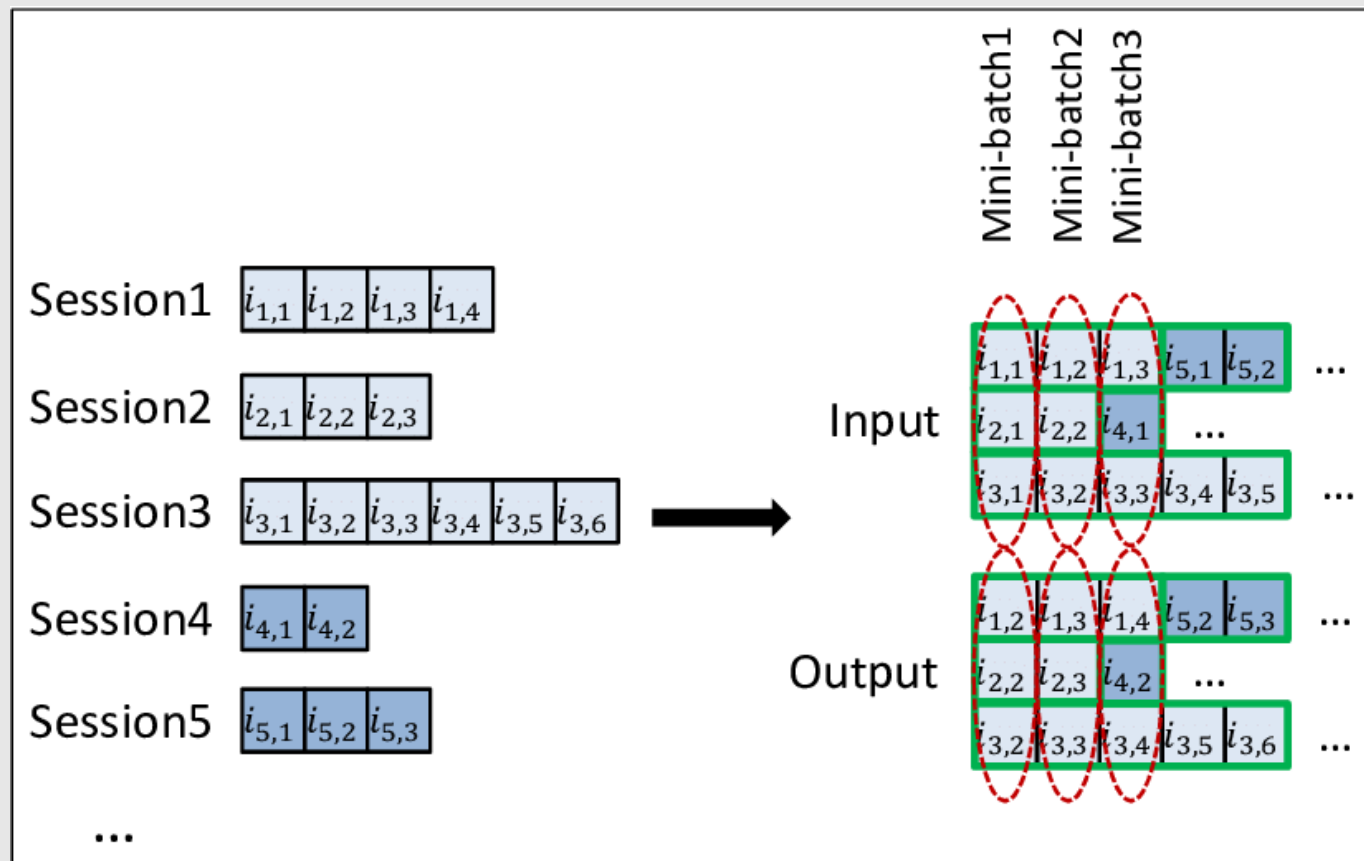 Mini-batch1
Mini-batch2
Mini-batch3
Session1 i1,1 i1,2 i1,3 i1,4
Session2 i2,1 i2,2 i2,3
Session3 i3,1 i3,2 i3,3 i3,4 i3,5 i3,6
Session4 i4,1 i4,2
Session5 i5,1 i5,2 i5,3
...
i1,1 i1,2 i1,3 i5,1 i5,2 ...
Input i2,1 i2,2 i4,1 ...
i3,1 i3,2 i3,3 i3,4 i3,5 ...
i1,2 i1,3 i1,4 i5,2 i5,3 ...
Output i2,2 i2,3 i4,2 ...
i3,2 i3,3 i3,4 i3,5 i3,6 ...